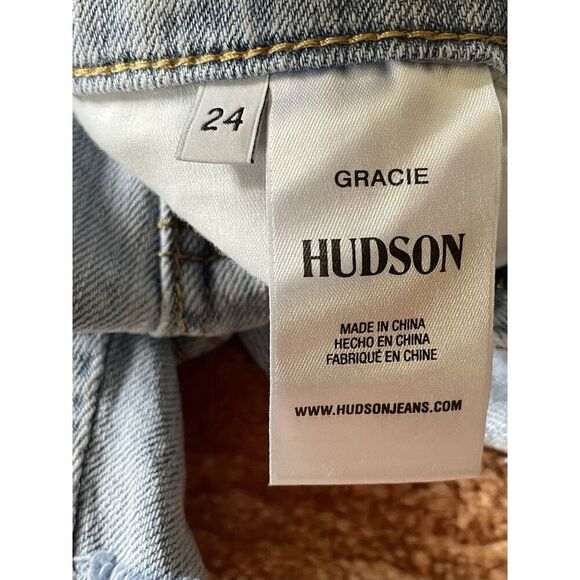 24
GRACIE
HUDSON
MADE IN CHINA
HECHO EN CHINA
FABRIQUÉ EN CHINE
WWW.HUDSONJEANS.COM